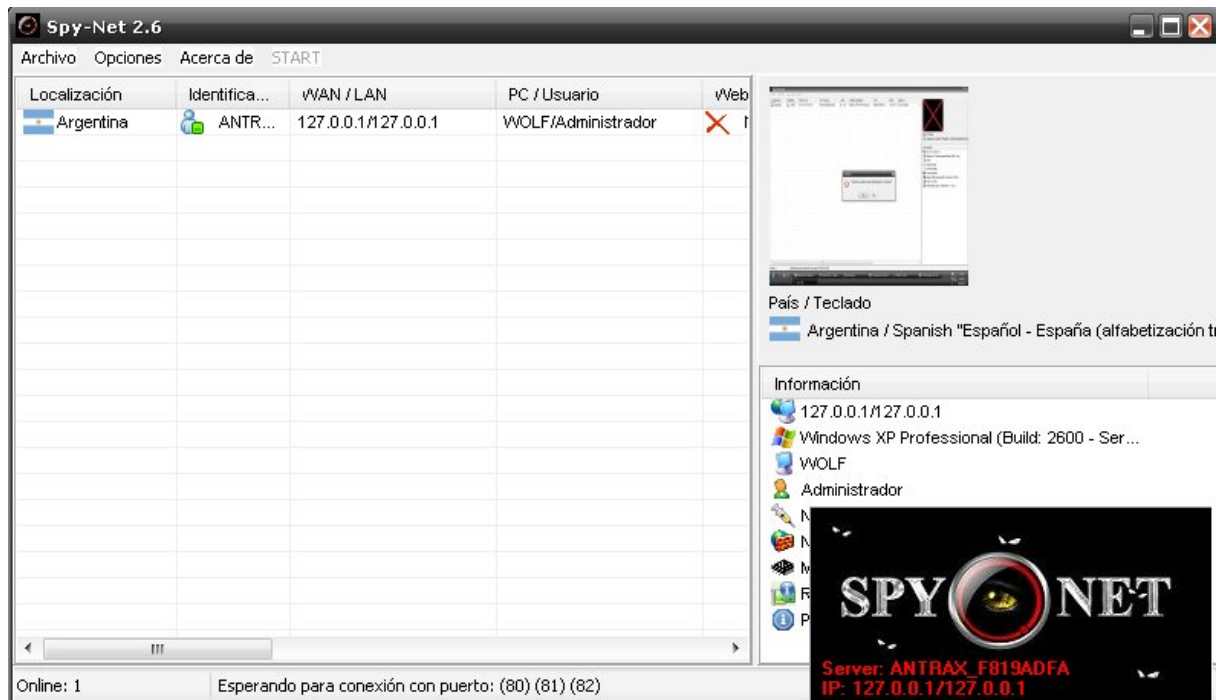 Spy-Net 2.6
Archivo Opciones Acerca de START
Localización Identifica... WAN / LAN PC / Usuario Web
Argentina ANTR... 127.0.0.1/127.0.0.1 WOLF/Administrador
País / Teclado
Argentina / Spanish "Español - España (alfabetización
Información
127.0.0.1/127.0.0.1
Windows XP Professional (Build: 2600 - Ser...
WOLF
Administrador
N
N
M
R
P
SPY NET
Server: ANTRAX_F819ADFA
IP: 127.0.0.1/127.0.0.1
Online: 1 Esperando para conexión con puerto: (80) (81) (82)